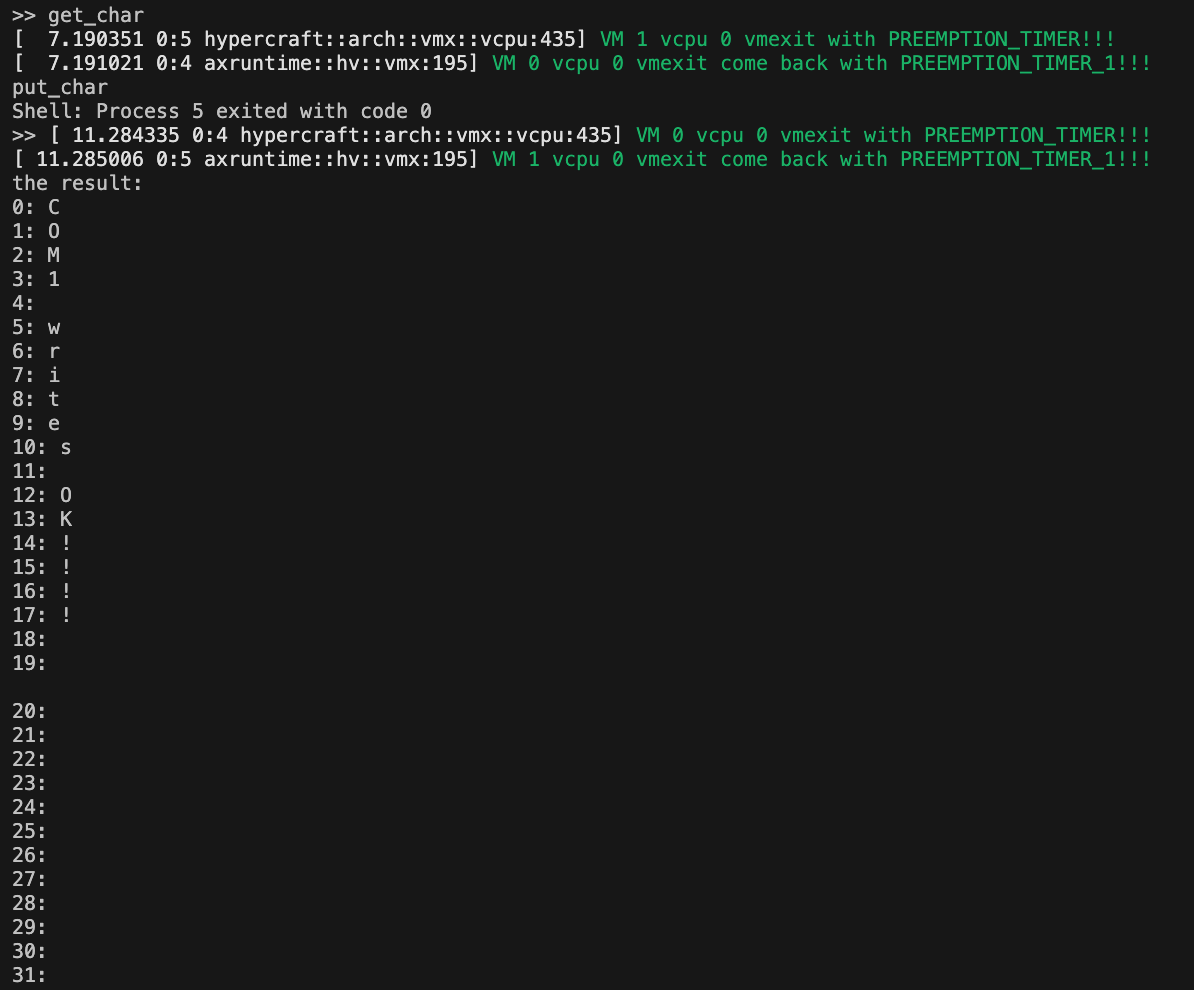 >> get_char
[  7.190351 0:5 hypercraft::arch::vmx::vcpu:435] VM 1 vcpu 0 vmexit with PREEMPTION_TIMER!!!
[  7.191021 0:4 axruntime::hv::vmx:195] VM 0 vcpu 0 vmexit come back with PREEMPTION_TIMER_1!!!
put_char
Shell: Process 5 exited with code 0
>> [ 11.284335 0:4 hypercraft::arch::vmx::vcpu:435] VM 0 vcpu 0 vmexit with PREEMPTION_TIMER!!!
[ 11.285006 0:5 axruntime::hv::vmx:195] VM 1 vcpu 0 vmexit come back with PREEMPTION_TIMER_1!!!
the result:
0: C
1: O
2: M
3: 1
4:
5: w
6: r
7: i
8: t
9: e
10: s
11:
12: O
13: K
14: !
15: !
16: !
17: !
18:
19:
20:
21:
22:
23:
24:
25:
26:
27:
28:
29:
30:
31: